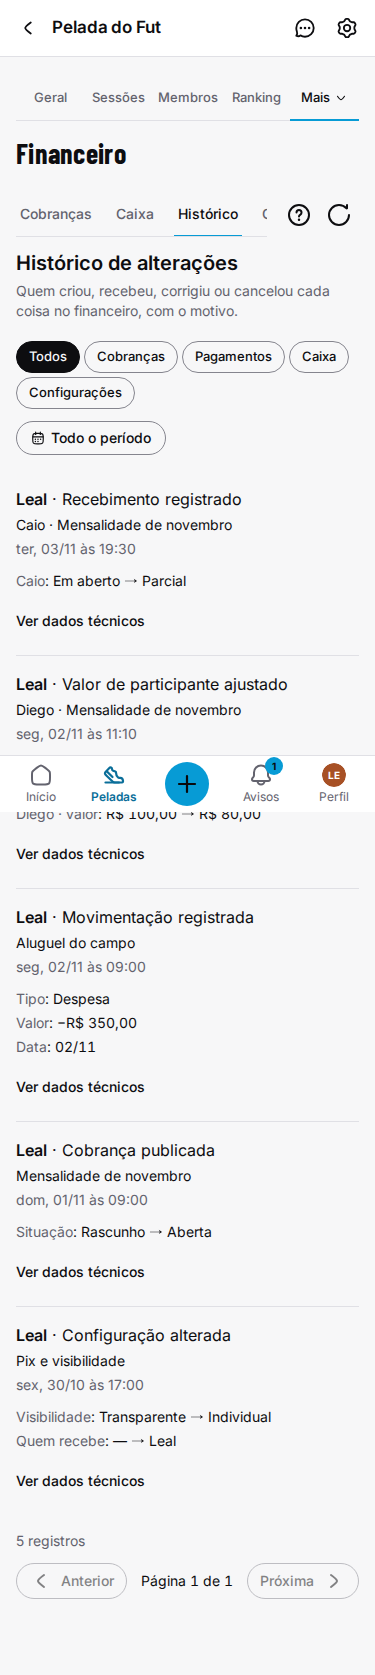 Pelada do Fut
Geral Sessões Membros Ranking Mais
Financeiro
Cobranças Caixa Histórico
Histórico de alterações
Quem criou, recebeu, corrigiu ou cancelou cada
coisa no financeiro, com o motivo.
Todos Cobranças Pagamentos Caixa
Configurações
Todo o período
Leal · Recebimento registrado
Caio · Mensalidade de novembro
ter, 03/11 às 19:30
Caio: Em aberto → Parcial
Ver dados técnicos
Leal · Valor de participante ajustado
Diego · Mensalidade de novembro
seg, 02/11 às 11:10
1
LE
Início Peladas Avisos Perfil
Diego · Valor: R$ 100,00 → R$ 80,00
Ver dados técnicos
Leal · Movimentação registrada
Aluguel do campo
seg, 02/11 às 09:00
Tipo: Despesa
Valor: −R$ 350,00
Data: 02/11
Ver dados técnicos
Leal · Cobrança publicada
Mensalidade de novembro
dom, 01/11 às 09:00
Situação: Rascunho → Aberta
Ver dados técnicos
Leal · Configuração alterada
Pix e visibilidade
sex, 30/10 às 17:00
Visibilidade: Transparente → Individual
Quem recebe: — → Leal
Ver dados técnicos
5 registros
Anterior Página 1 de 1 Próxima